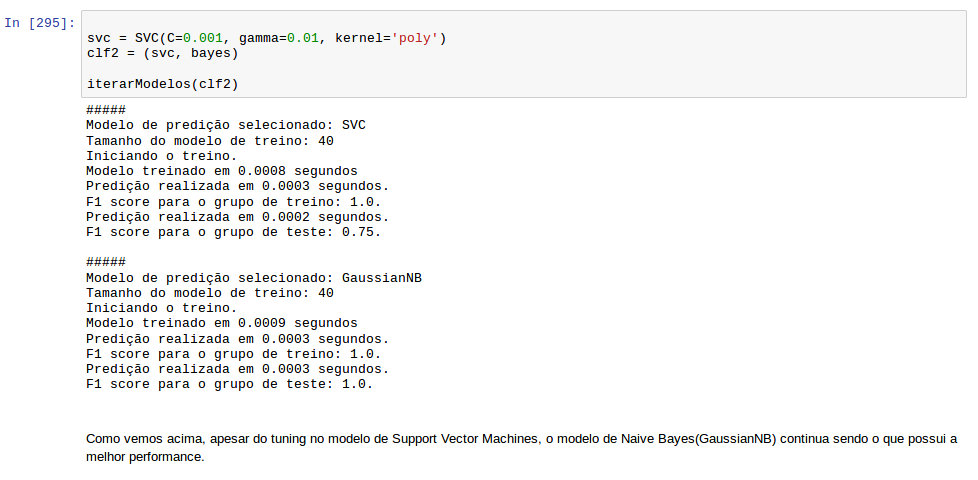 In [295]:
svc = SVC(C=0.001, gamma=0.01, kernel='poly')
clf2 = (svc, bayes)
iterarModelos(clf2)
#####
Modelo de predição selecionado: SVC
Tamanho do modelo de treino: 40
Iniciando o treino.
Modelo treinado em 0.0008 segundos
Predição realizada em 0.0003 segundos.
F1 score para o grupo de treino: 1.0.
Predição realizada em 0.0002 segundos.
F1 score para o grupo de teste: 0.75.
#####
Modelo de predição selecionado: GaussianNB
Tamanho do modelo de treino: 40
Iniciando o treino.
Modelo treinado em 0.0009 segundos
Predição realizada em 0.0003 segundos.
F1 score para o grupo de treino: 1.0.
Predição realizada em 0.0003 segundos.
F1 score para o grupo de teste: 1.0.
Como vemos acima, apesar do tuning no modelo de Support Vector Machines, o modelo de Naive Bayes(GaussianNB) continua sendo o que possui a
melhor performance.